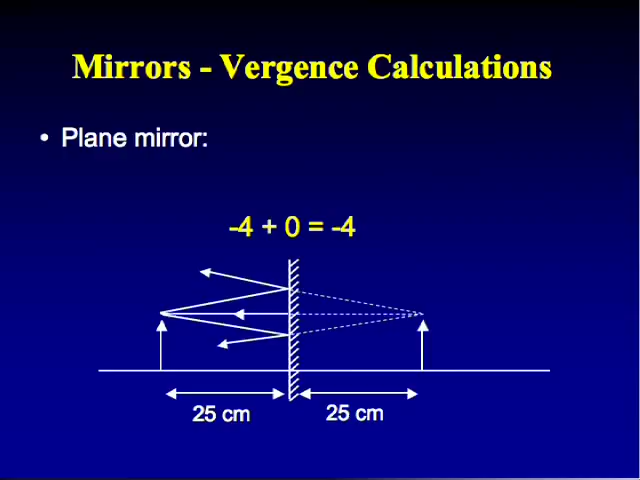 Mirrors - Vergence Calculations
• Plane mirror:
-4 + 0 = -4
25 cm
25 cm